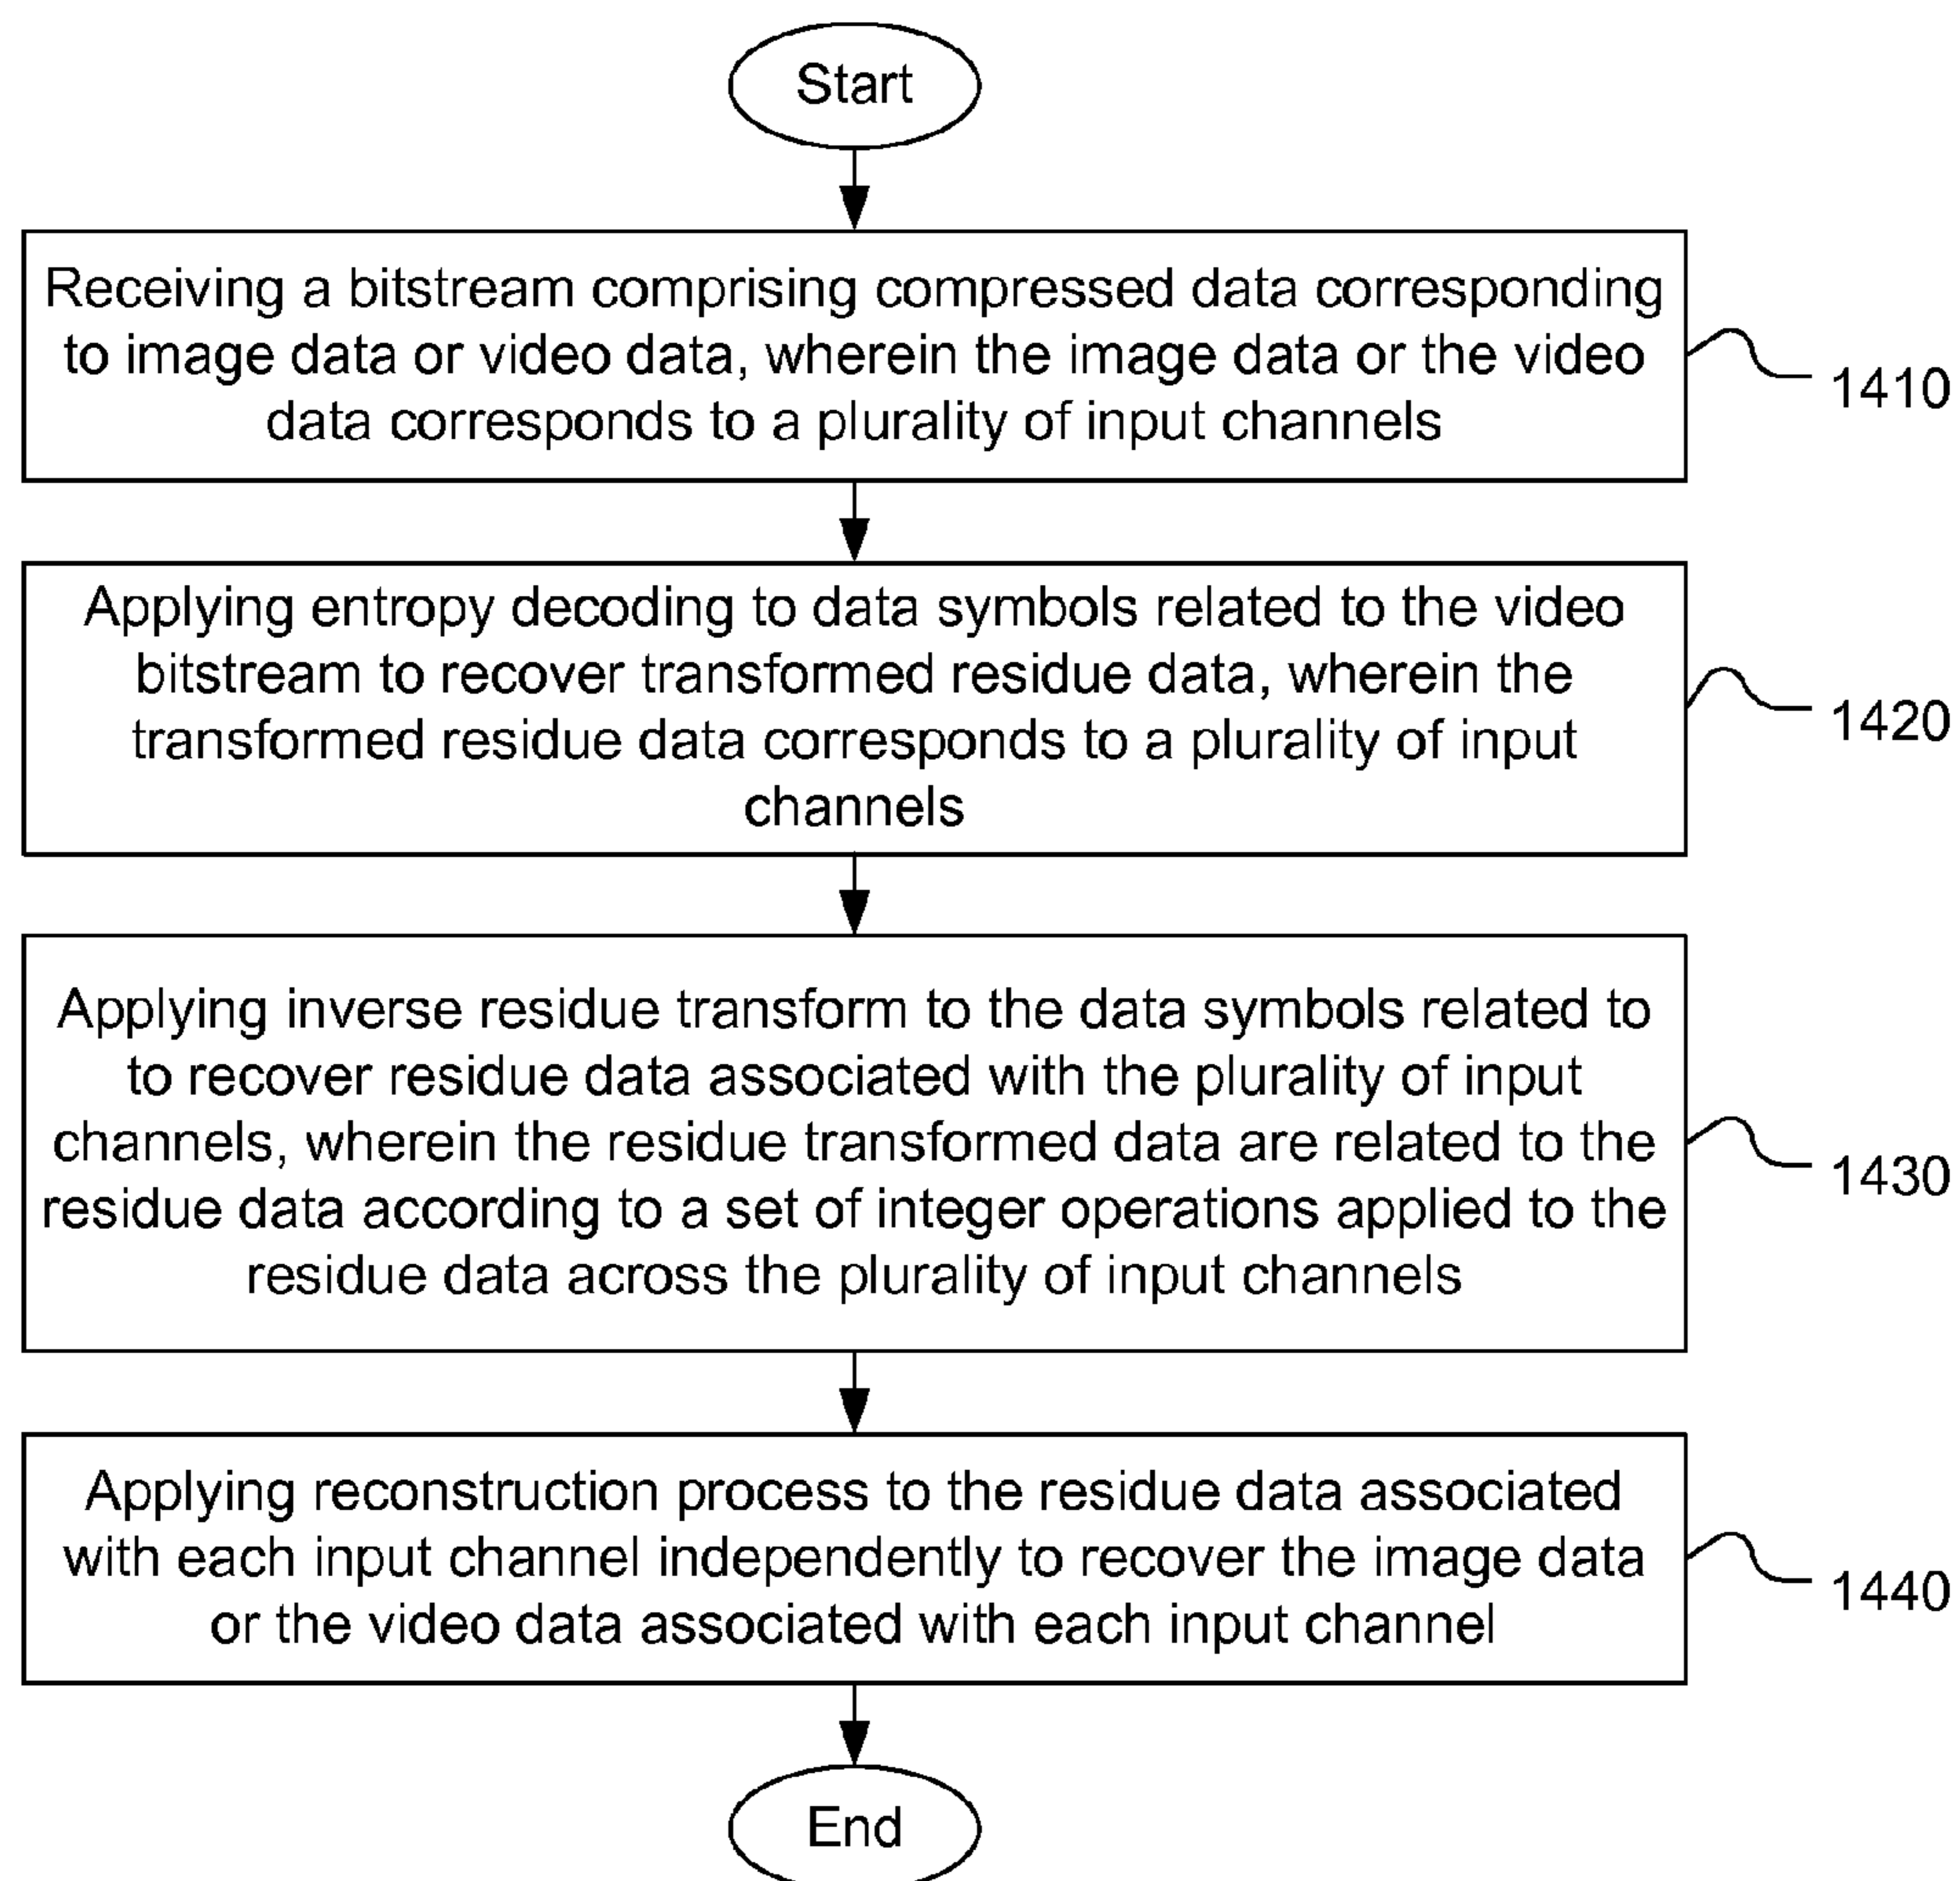 Start
Receiving a bitstream comprising compressed data corresponding
to image data or video data, wherein the image data or the video
data corresponds to a plurality of input channels
1410
Applying entropy decoding to data symbols related to the video
bitstream to recover transformed residue data, wherein the
transformed residue data corresponds to a plurality of input
channels
1420
Applying inverse residue transform to the data symbols related to
to recover residue data associated with the plurality of input
channels, wherein the residue transformed data are related to the
residue data according to a set of integer operations applied to the
residue data across the plurality of input channels
1430
Applying reconstruction process to the residue data associated
with each input channel independently to recover the image data
or the video data associated with each input channel
1440
End